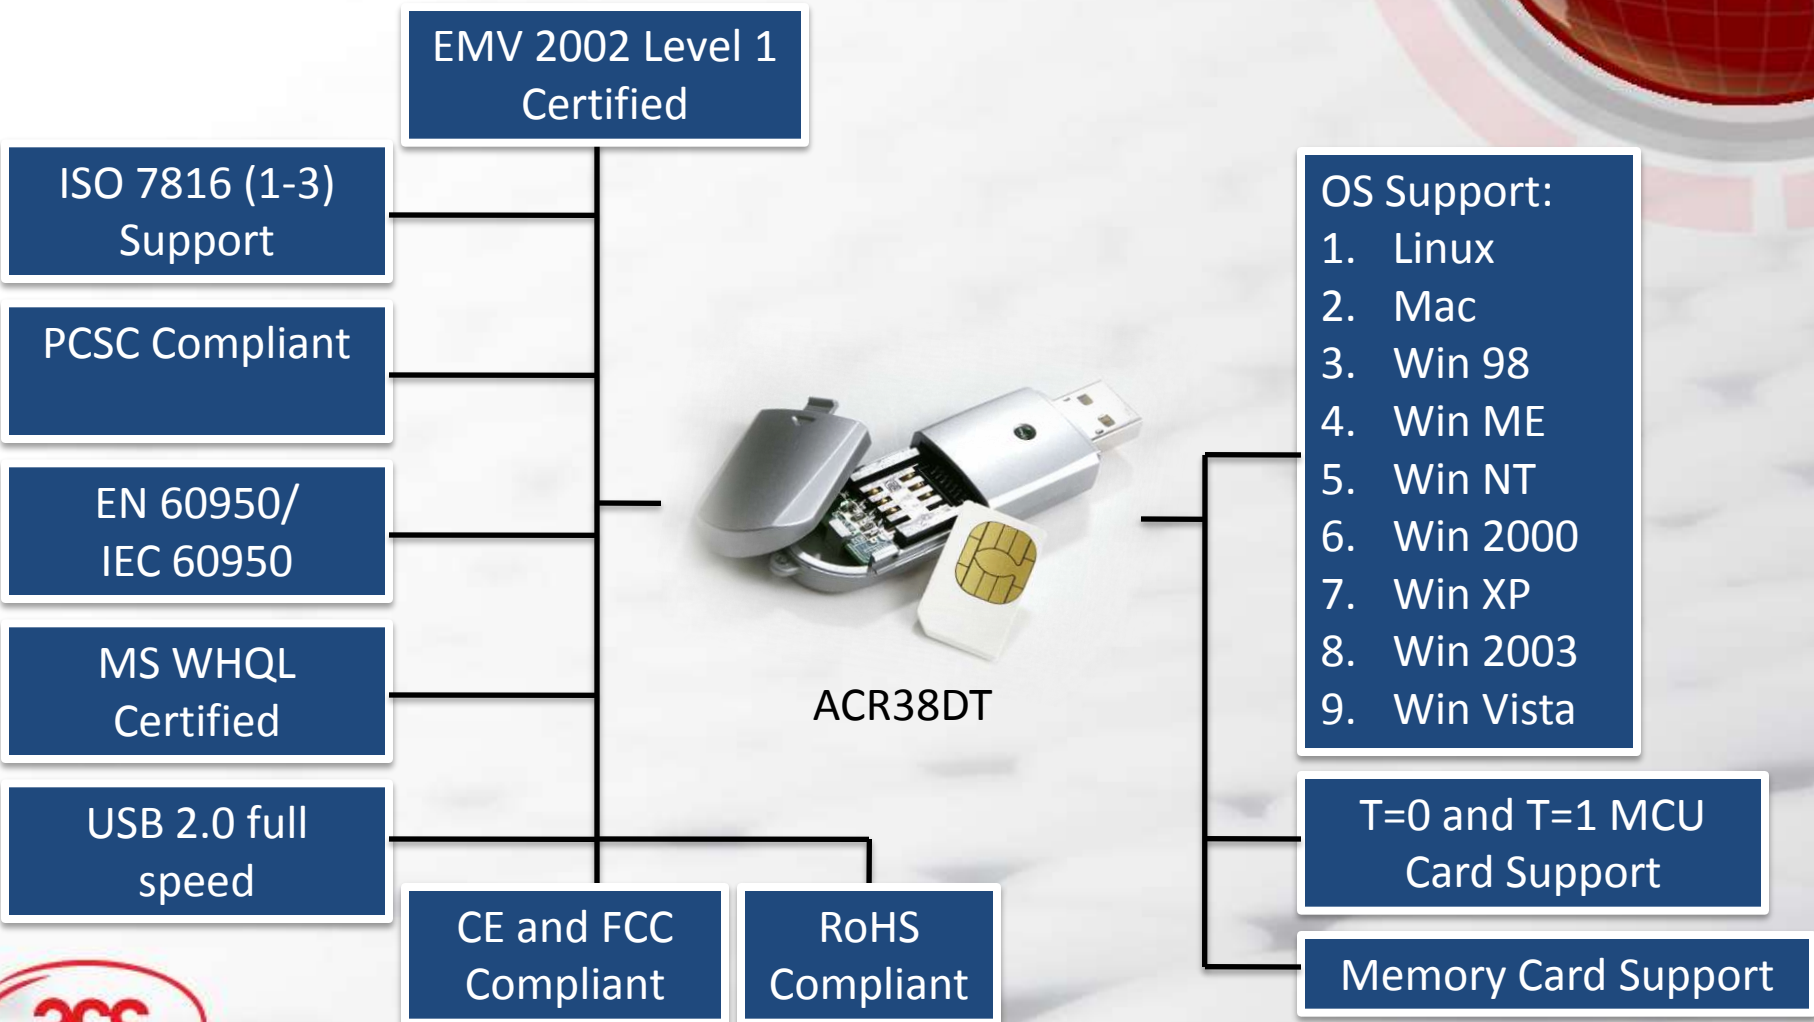 EMV 2002 Level 1
Certified
ISO 7816 (1-3)
Support
PCSC Compliant
EN 60950/
IEC 60950
MS WHQL
Certified
USB 2.0 full
speed
CE and FCC
Compliant
RoHS
Compliant
ACR38DT
OS Support:
1. Linux
2. Mac
3. Win 98
4. Win ME
5. Win NT
6. Win 2000
7. Win XP
8. Win 2003
9. Win Vista
T=0 and T=1 MCU
Card Support
Memory Card Support